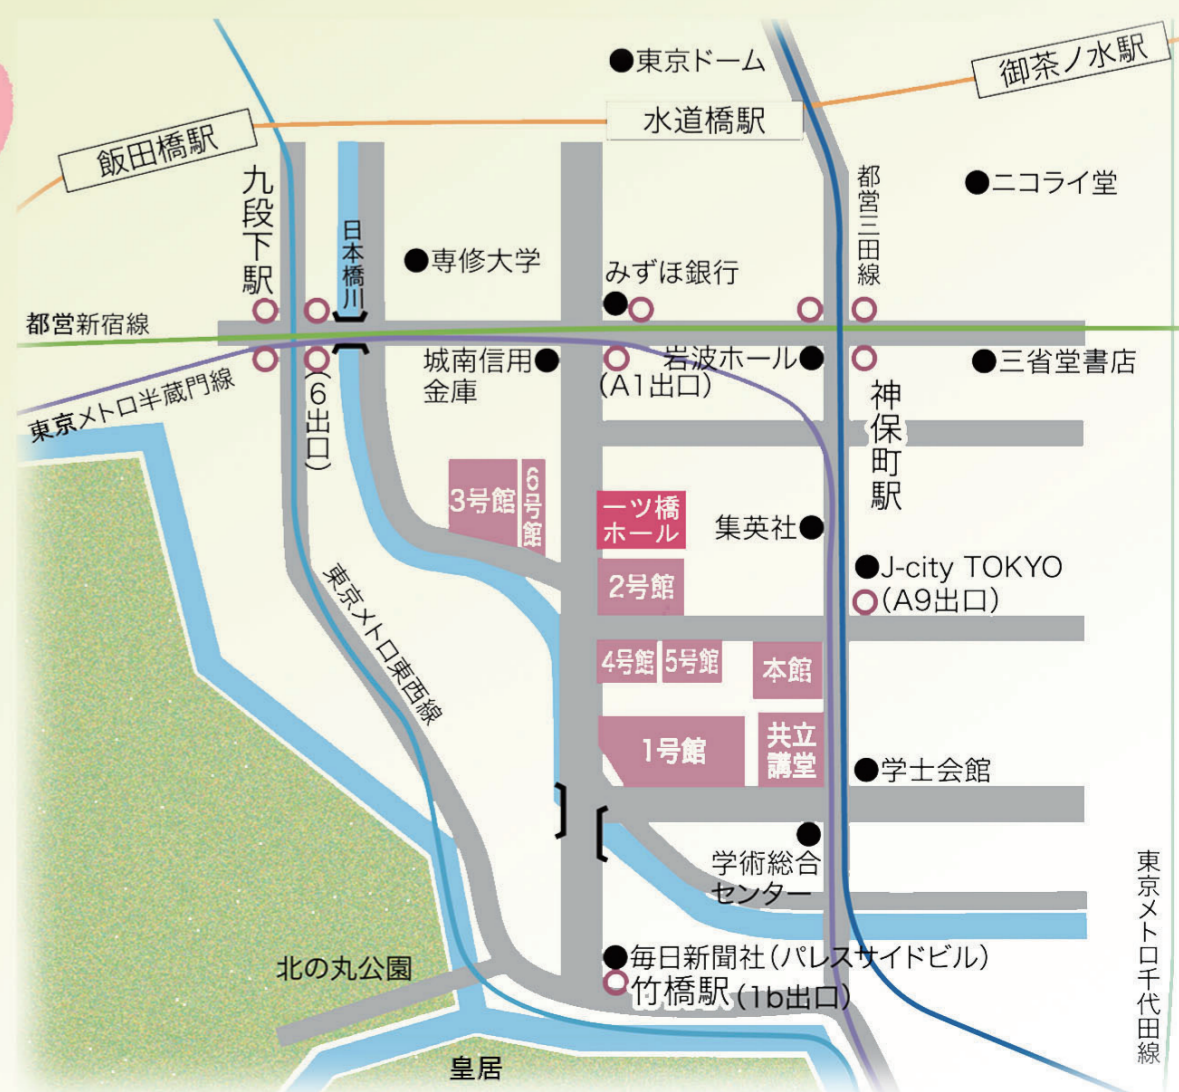 東京ドーム
御茶ノ水駅
水道橋駅
飯田橋駅
九段下駅
日本橋川
都営三田線
ニコライ堂
専修大学
みずほ銀行
都営新宿線
城南信用
金庫
岩波ホール
(A1出口)
三省堂書店
東京メトロ半蔵門線
(6出口)
神保町駅
3号館
6号館
一ツ橋
ホール
集英社
2号館
J-city TOKYO
(A9出口)
東京メトロ東西線
4号館
5号館
本館
1号館
共立
講堂
学士会館
学術総合
センター
東京メトロ千代田線
北の丸公園
毎日新聞社(パレスサイドビル)
竹橋駅(1b出口)
皇居